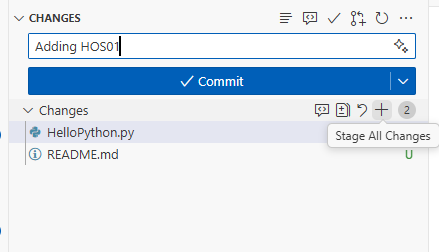 CHANGES
Adding HOS01
Commit
Changes
2
HelloPython.py
Stage All Changes
README.md
U